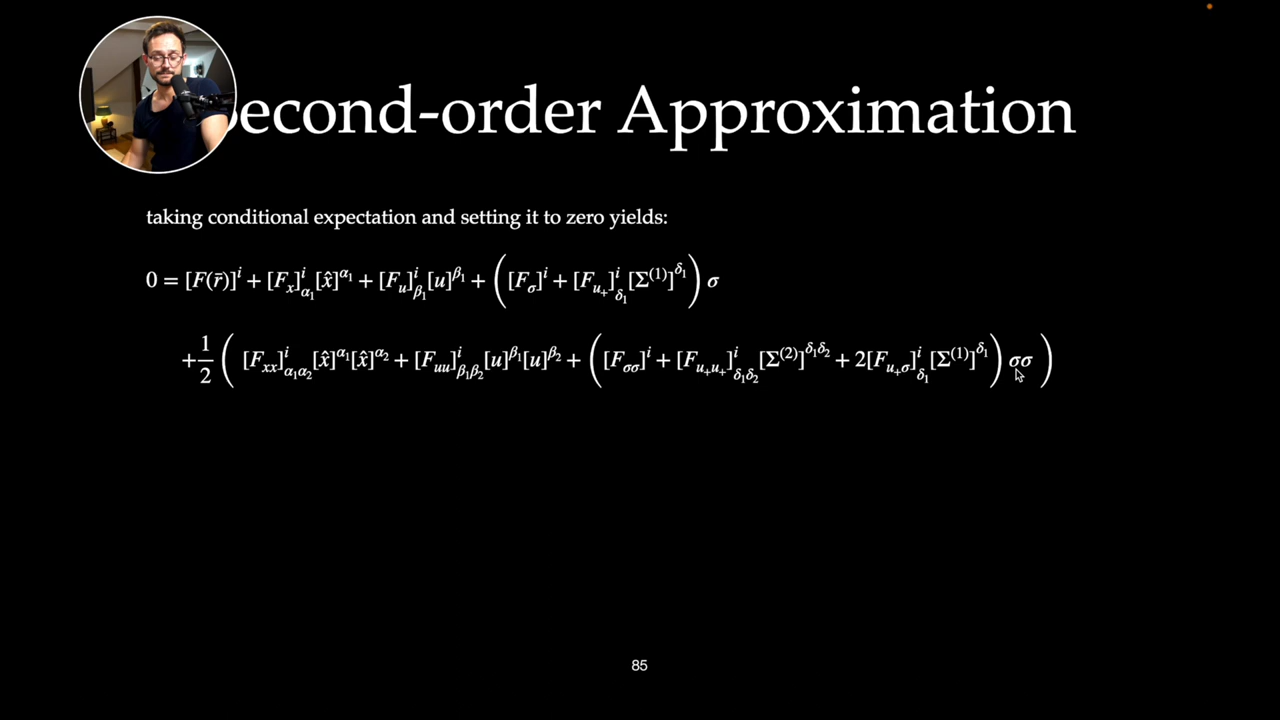 Second-order Approximation
taking conditional expectation and setting it to zero yields:
0 = [F(r̄)]^i + [F_x]^i_{α_1}[x̂]^{α_1} + [F_u]^i_{β_1}[u]^{β_1} + ([F_σ]^i + [F_{u_+}]^i_{δ_1}[Σ^{(1)}]^{δ_1}) σ
+ 1/2 ( [F_{xx}]^i_{α_1α_2}[x̂]^{α_1}[x̂]^{α_2} + [F_{uu}]^i_{β_1β_2}[u]^{β_1}[u]^{β_2} + ([F_{σσ}]^i + [F_{u_+u_+}]^i_{δ_1δ_2}[Σ^{(2)}]^{δ_1δ_2} + 2[F_{u_+σ}]^i_{δ_1}[Σ^{(1)}]^{δ_1}) σσ )
85